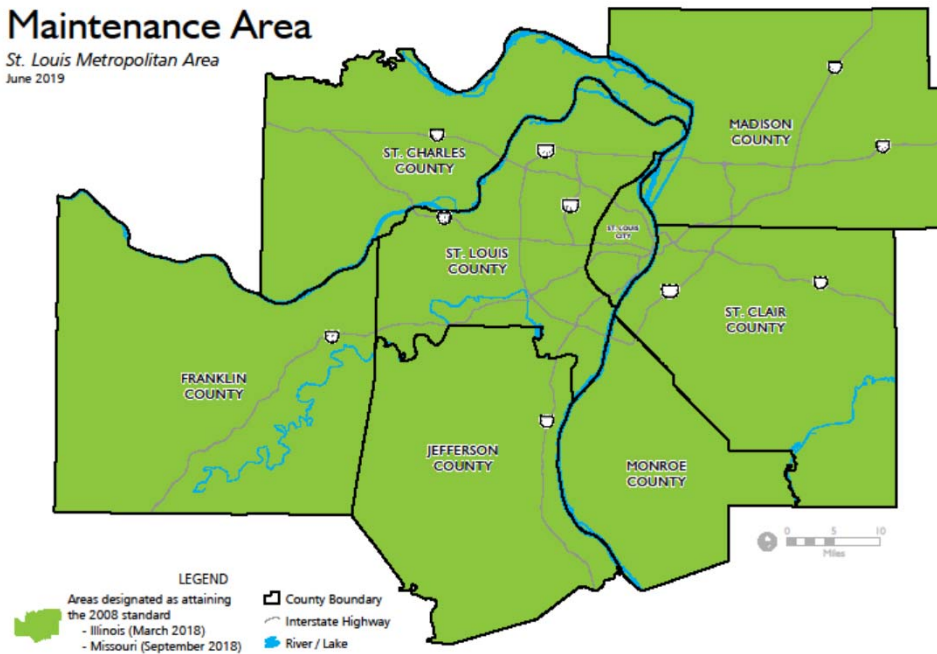 Maintenance Area
St. Louis Metropolitan Area
June 2019
MADISON
COUNTY
ST. CHARLES
COUNTY
ST. LOUIS
CITY
ST. LOUIS
COUNTY
ST. CLAIR
COUNTY
FRANKLIN
COUNTY
JEFFERSON
COUNTY
MONROE
COUNTY
0 5 10
Miles
LEGEND
Areas designated as attaining
the 2008 standard
- Illinois (March 2018)
- Missouri (September 2018)
County Boundary
Interstate Highway
River / Lake